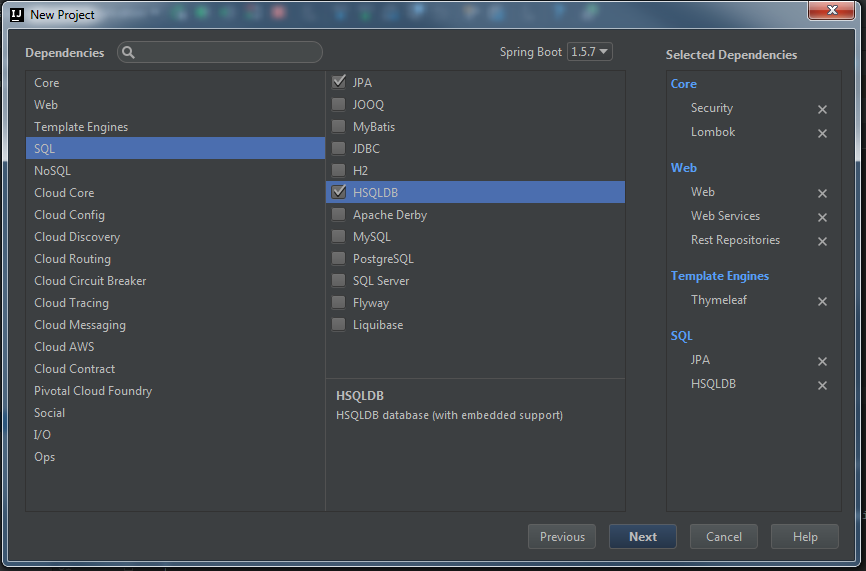 New Project
Dependencies
Spring Boot 1.5.7
Selected Dependencies
Core
Web
Template Engines
SQL
NoSQL
Cloud Core
Cloud Config
Cloud Discovery
Cloud Routing
Cloud Circuit Breaker
Cloud Tracing
Cloud Messaging
Cloud AWS
Cloud Contract
Pivotal Cloud Foundry
Social
I/O
Ops
JPA
JOOQ
MyBatis
JDBC
H2
HSQLDB
Apache Derby
MySQL
PostgreSQL
SQL Server
Flyway
Liquibase
HSQLDB
HSQLDB database (with embedded support)
Core
Security
Lombok
Web
Web
Web Services
Rest Repositories
Template Engines
Thymeleaf
SQL
JPA
HSQLDB
Previous
Next
Cancel
Help